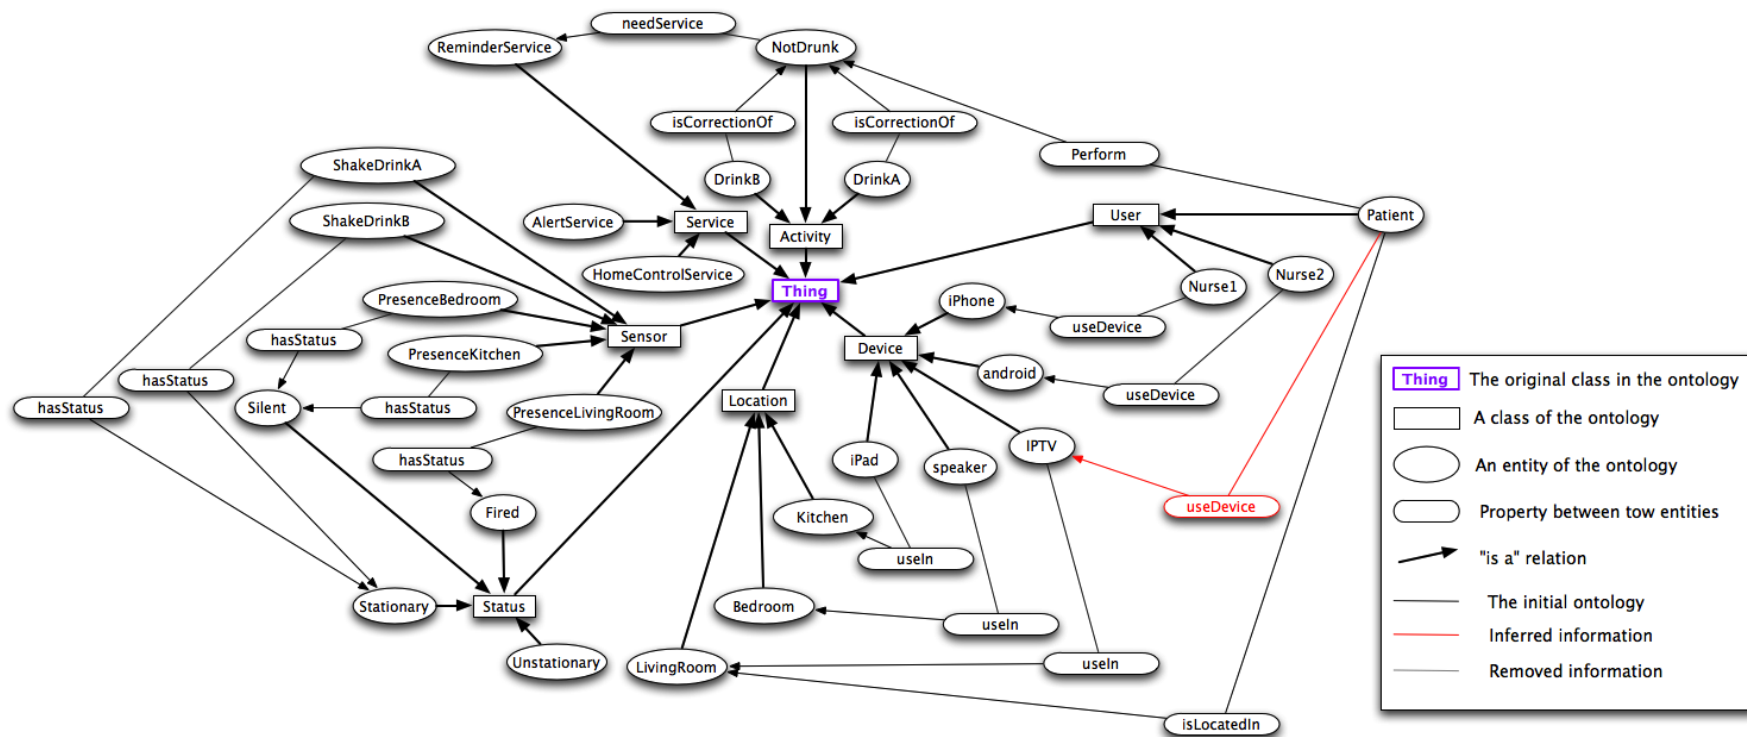 needService
ReminderService
NotDrunk
isCorrectionOf
isCorrectionOf
Perform
ShakeDrinkA
DrinkB
DrinkA
ShakeDrinkB
AlertService
Service
Activity
User
Patient
HomeControlService
Thing
Nurse1
Nurse2
PresenceBedroom
iPhone
useDevice
hasStatus
PresenceKitchen
Sensor
Device
android
useDevice
hasStatus
hasStatus
Silent
hasStatus
PresenceLivingRoom
Location
hasStatus
iPad
speaker
IPTV
useDevice
Fired
Kitchen
useIn
Stationary
Status
Bedroom
useIn
Unstationary
LivingRoom
useIn
isLocatedIn
Thing The original class in the ontology
A class of the ontology
An entity of the ontology
Property between tow entities
"is a" relation
The initial ontology
Inferred information
Removed information